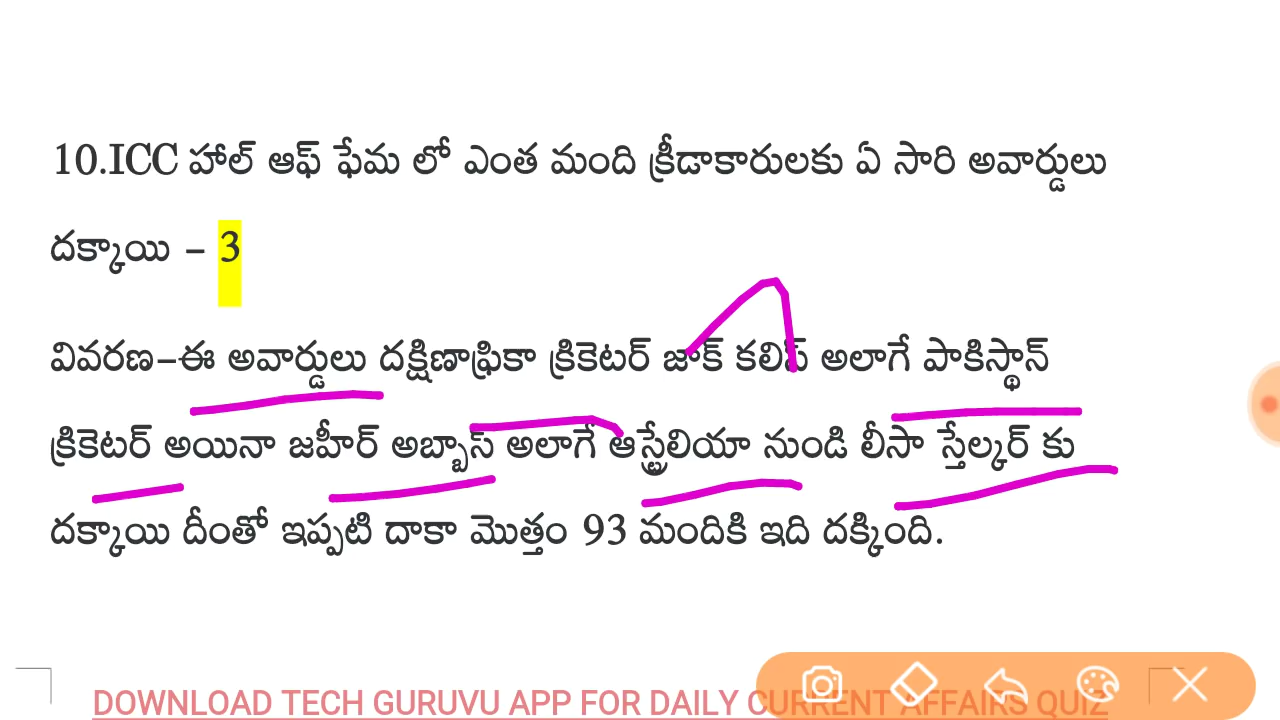 10.ICC హాల్ ఆఫ్ ఫేమ లో ఎంత మంది క్రీడాకారులకు ఏ సారి అవార్డులు
దక్కాయి – 3
వివరణ–ఈ అవార్డులు దక్షిణాఫ్రికా క్రికెటర్ జాక్ కలిస్ అలాగే పాకిస్థాన్
క్రికెటర్ అయినా జహీర్ అబ్బాస్ అలాగే ఆస్ట్రేలియా నుండి లీసా స్తేల్కర్ కు
దక్కాయి దీంతో ఇప్పటి దాకా మొత్తం 93 మందికి ఇది దక్కింది.
DOWNLOAD TECH GURUVU APP FOR DAILY CURRENT AFFAIRS QUIZ